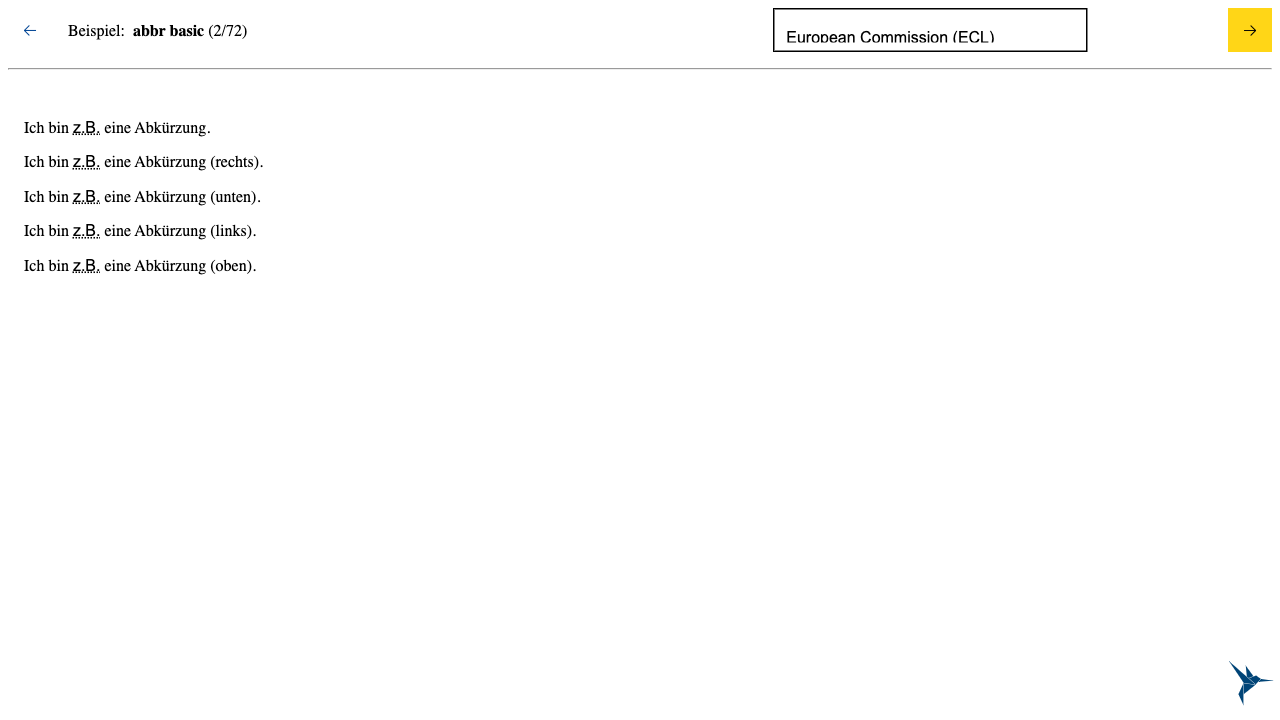 Beispiel: abbr basic (2/72)
European Commission (ECL)
Ich bin z.B. eine Abkürzung.
Ich bin z.B. eine Abkürzung (rechts).
Ich bin z.B. eine Abkürzung (unten).
Ich bin z.B. eine Abkürzung (links).
Ich bin z.B. eine Abkürzung (oben).